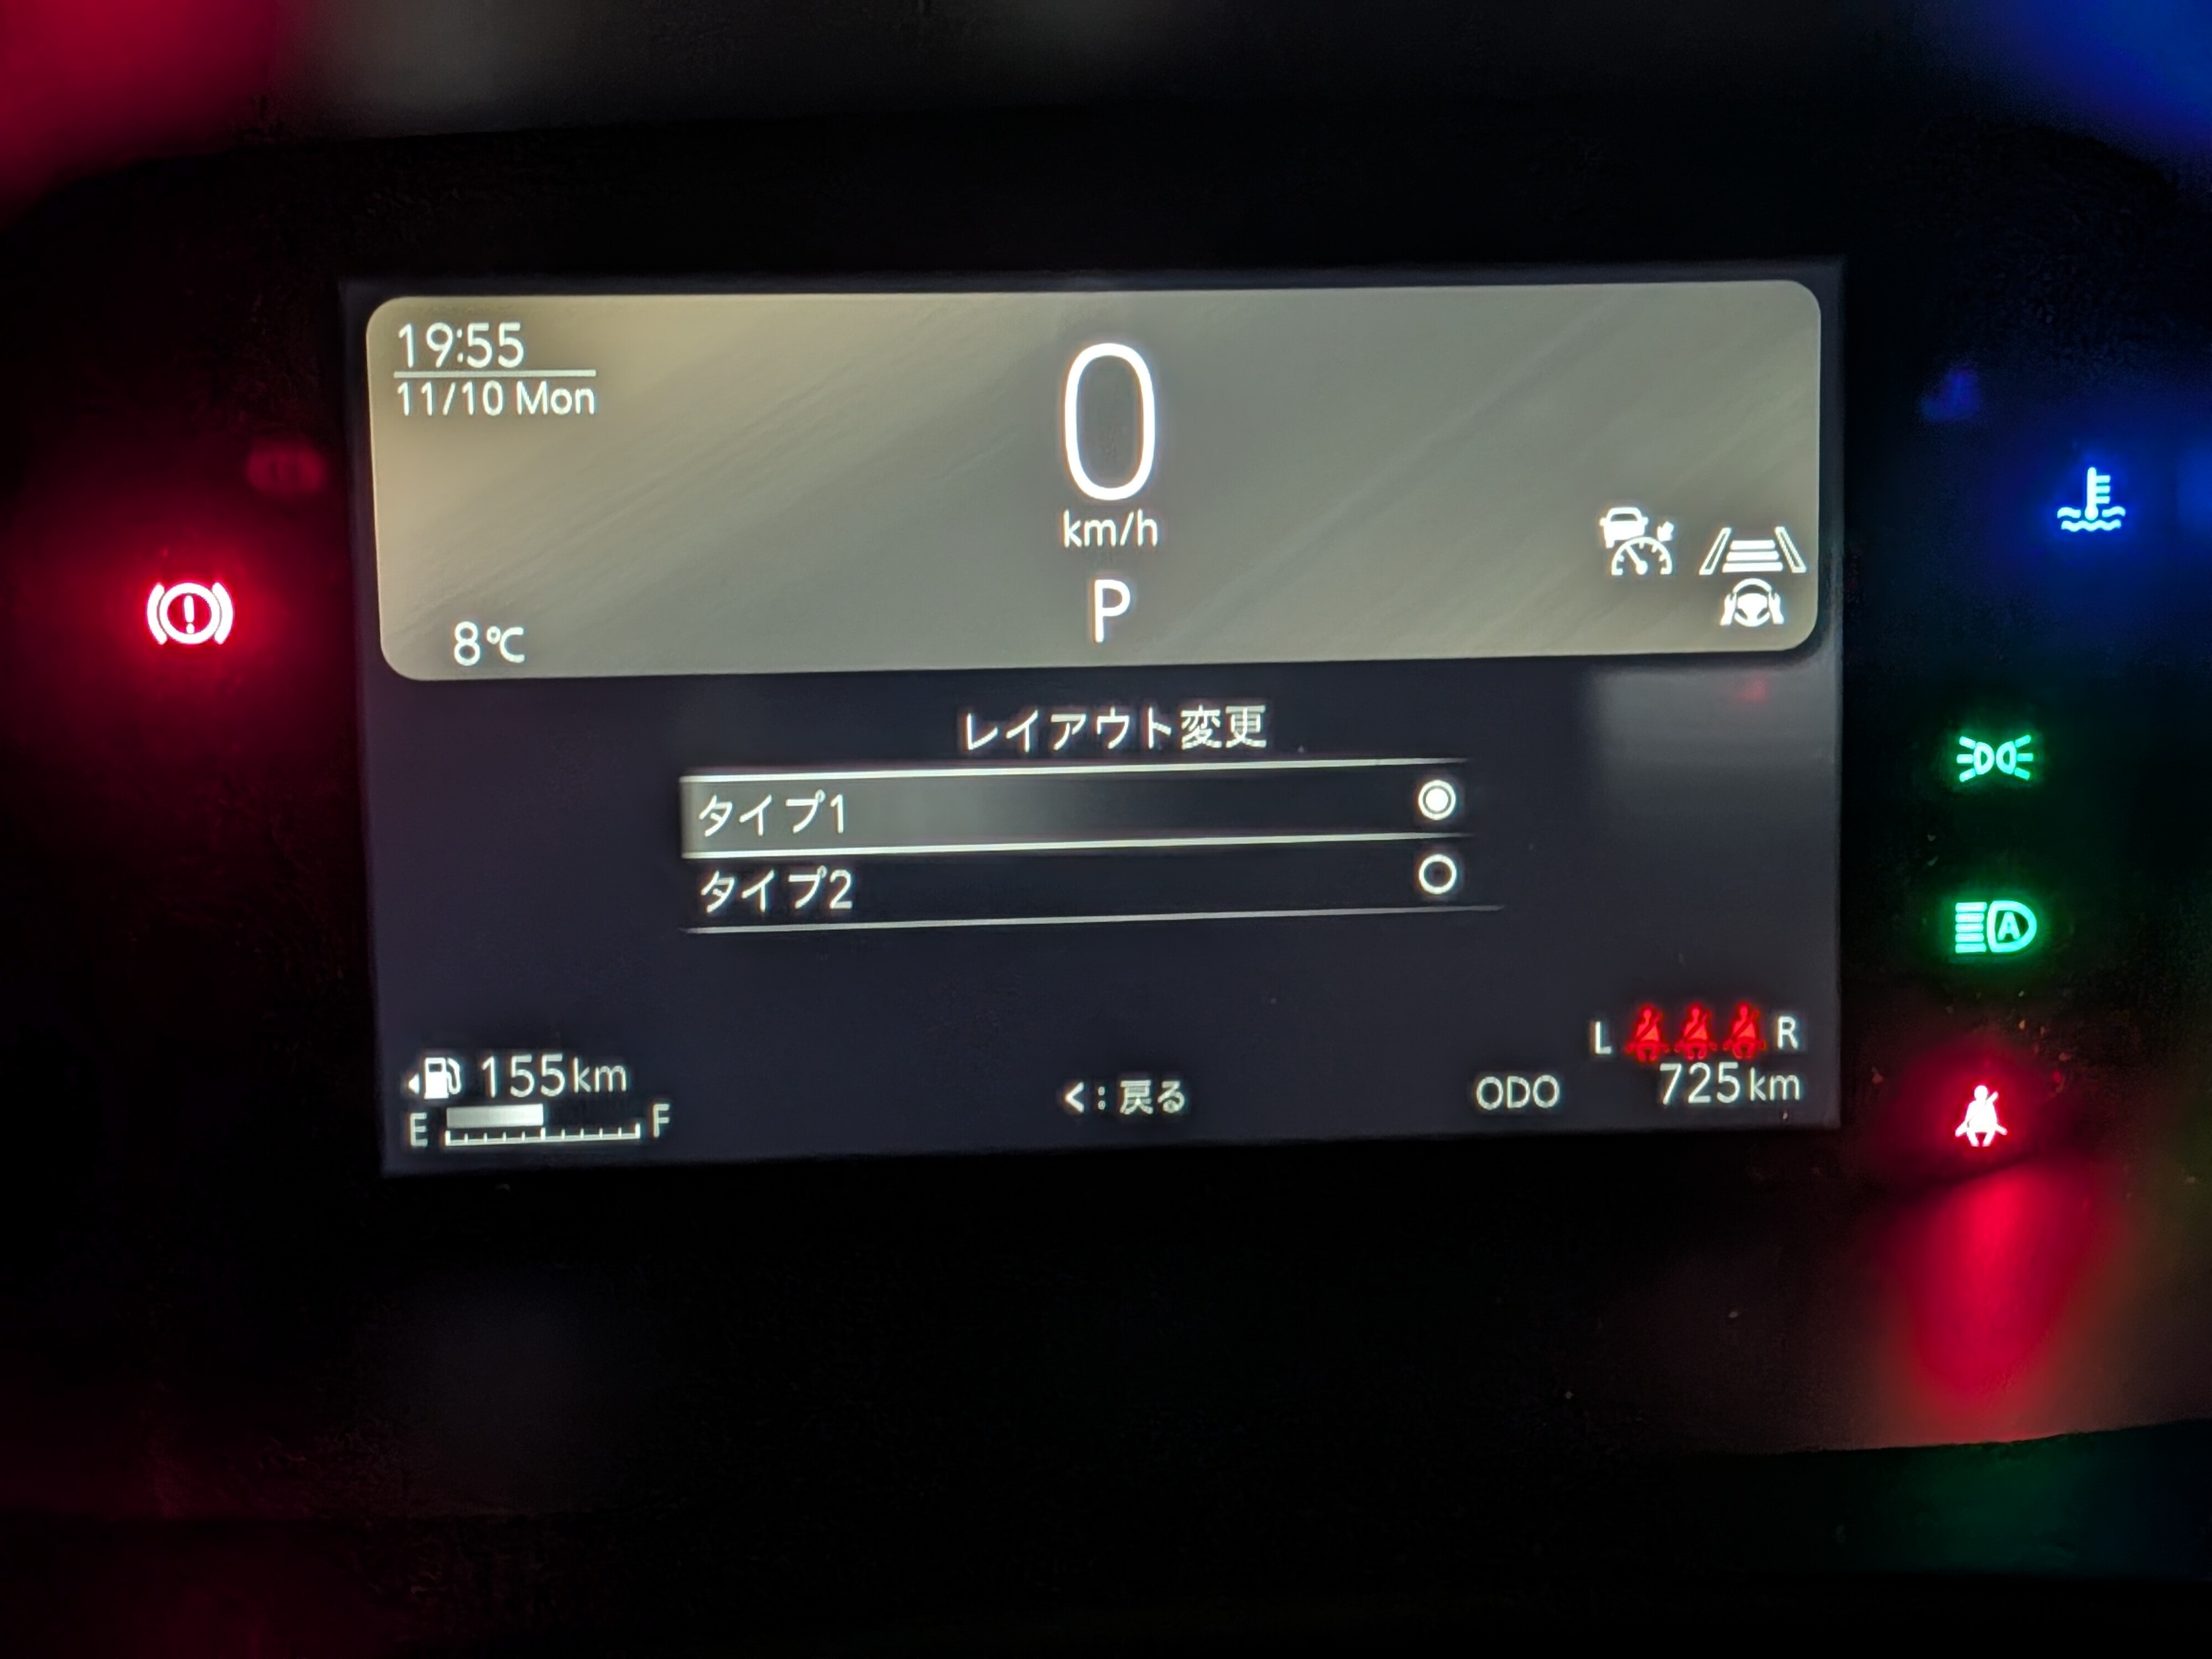 19:55
11/10 Mon
0
km/h
P
8℃
レイアウト変更
タイプ1
タイプ2
155km
E F
<：戻る
ODO
L R
725km
A